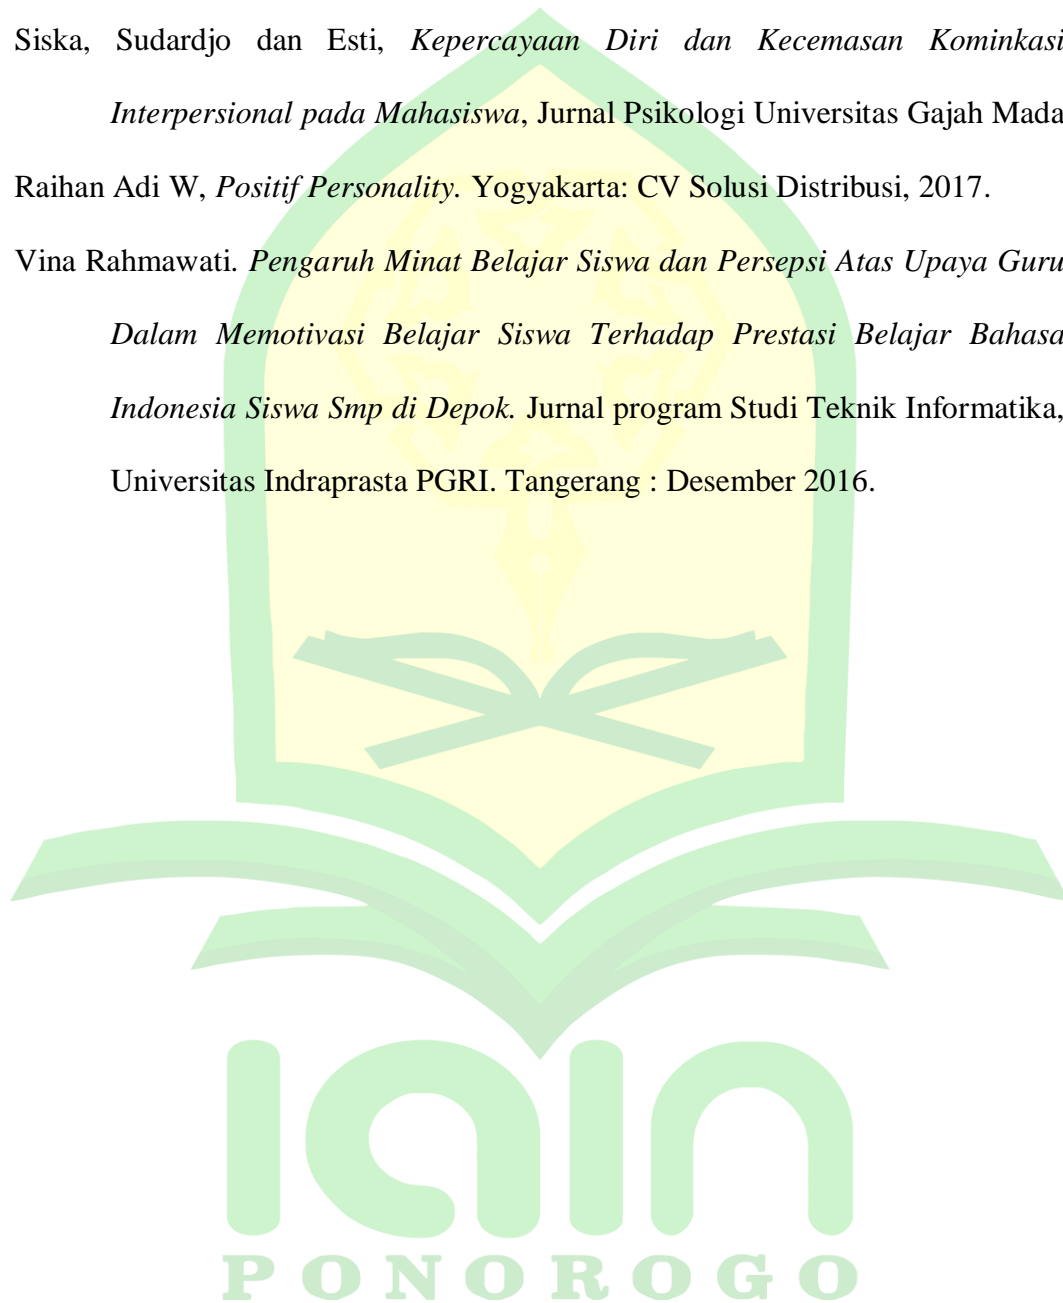 Siska, Sudardjo dan Esti, Kepercayaan Diri dan Kecemasan Kominkasi
Interpersional pada Mahasiswa, Jurnal Psikologi Universitas Gajah Mada
Raihan Adi W, Positif Personality. Yogyakarta: CV Solusi Distribusi, 2017.
Vina Rahmawati. Pengaruh Minat Belajar Siswa dan Persepsi Atas Upaya Guru
Dalam Memotivasi Belajar Siswa Terhadap Prestasi Belajar Bahasa
Indonesia Siswa Smp di Depok. Jurnal program Studi Teknik Informatika,
Universitas Indraprasta PGRI. Tangerang : Desember 2016.
iain
PONOROGO